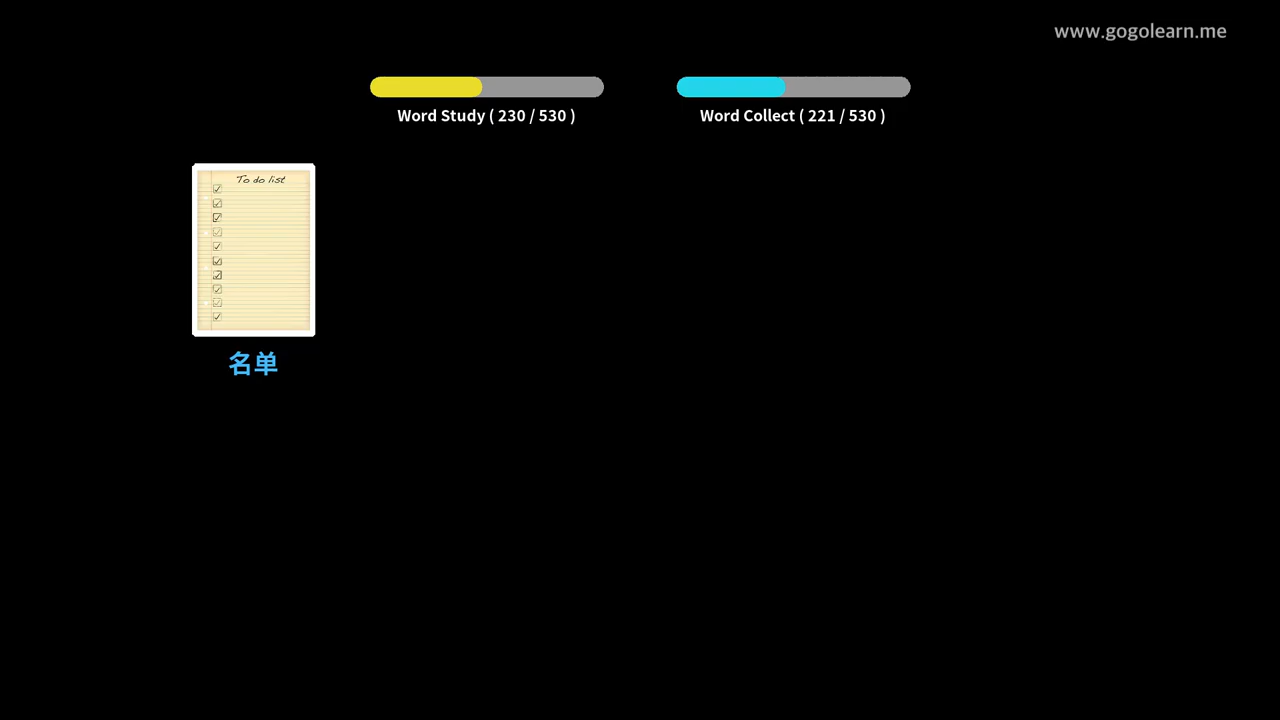 www.gogolearn.me
Word Study ( 230 / 530 )
Word Collect ( 221 / 530 )
To do list
名单